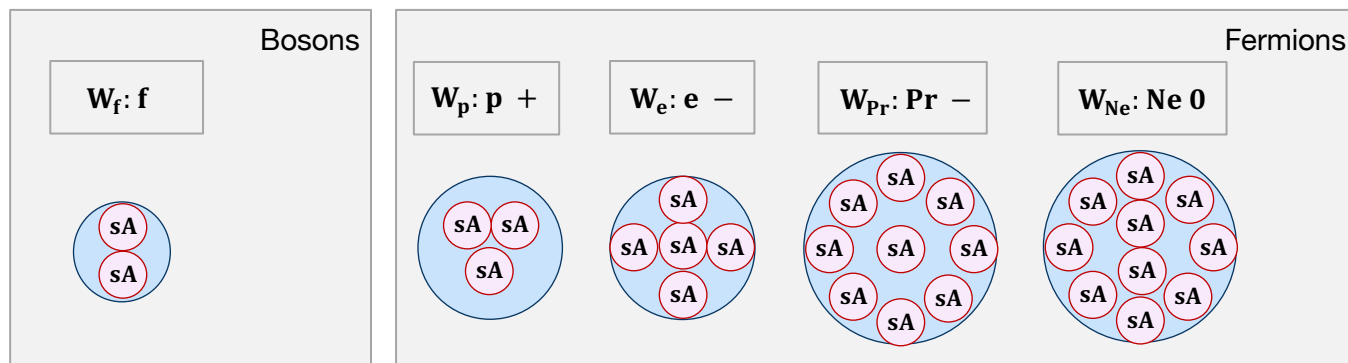 Bosons
Fermions
W_f: f
W_p: p +
W_e: e −
W_Pr: Pr −
W_Ne: Ne 0
sA
sA
sA sA
sA
sA
sA sA sA
sA
sA
sA sA
sA sA sA
sA sA
sA
sA
sA sA
sA
sA sA
sA
sA sA
sA